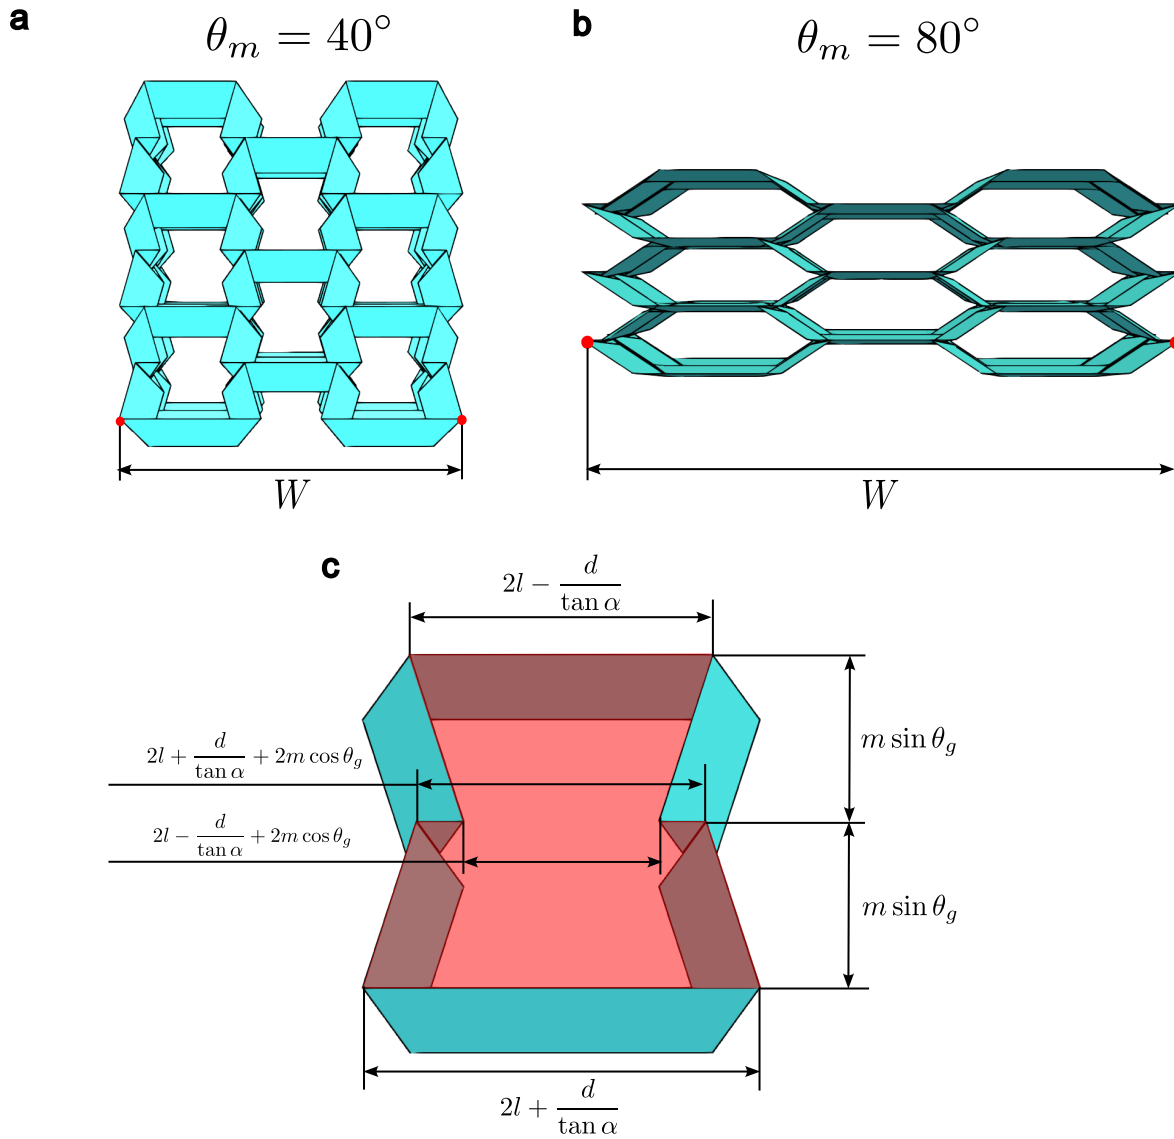 a
θ_m = 40°
b
θ_m = 80°
W
W
c
2l − d/tan α
2l + d/tan α + 2m cos θ_g
2l − d/tan α + 2m cos θ_g
m sin θ_g
m sin θ_g
2l + d/tan α